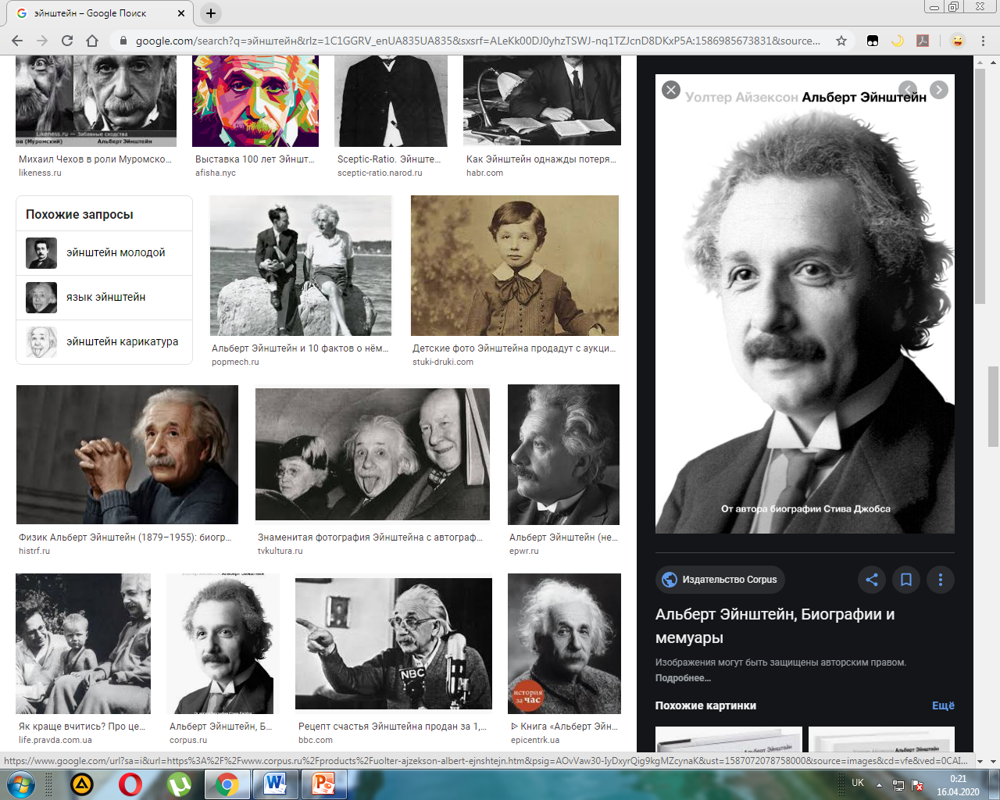 эйнштейн – Google Поиск
google.com/search?q=эйнштейн&rlz=1C1GGRV_enUA835UA835&sxsrf=ALeKk00DJ0yhzTSWJ-nq1TZJcnD8DKxP5A:1586985673831&source...
Likeness.ru — Забавные сходства
ов (Муромский) Альберт Эйнштейн
Михаил Чехов в роли Муромско...
likeness.ru
Выставка 100 лет Эйншт...
afisha.nyc
Sceptic-Ratio. Эйнште...
sceptic-ratio.narod.ru
Как Эйнштейн однажды потеря...
habr.com
Похожие запросы
эйнштейн молодой
язык эйнштейн
эйнштейн карикатура
Альберт Эйнштейн и 10 фактов о нём...
popmech.ru
Детские фото Эйнштейна продадут с аукци...
stuki-druki.com
Физик Альберт Эйнштейн (1879–1955): биогр...
histrf.ru
Знаменитая фотография Эйнштейна с автограф...
tvkultura.ru
Альберт Эйнштейн (не...
epwr.ru
NBC
история
за час
Як краще вчитись? Про це...
life.pravda.com.ua
Альберт Эйнштейн, Б...
corpus.ru
Рецепт счастья Эйнштейна продан за 1,...
bbc.com
ᐈ Книга «Альберт Эйн...
epicentrk.ua
Уолтер Айзексон Альберт Эйнштейн
От автора биографии Стива Джобса
Издательство Corpus
Альберт Эйнштейн, Биографии и
мемуары
Изображения могут быть защищены авторским правом.
Подробнее...
Похожие картинки
Ещё
https://www.google.com/url?sa=i&url=https%3A%2F%2Fwww.corpus.ru%2Fproducts%2Fuolter-ajzekson-albert-ejnshtejn.htm&psig=AOvVaw30-IyDxyrQig9kgMZcynaK&ust=1587072078758000&source=images&cd=vfe&ved=0CAI...
UK
0:21
16.04.2020